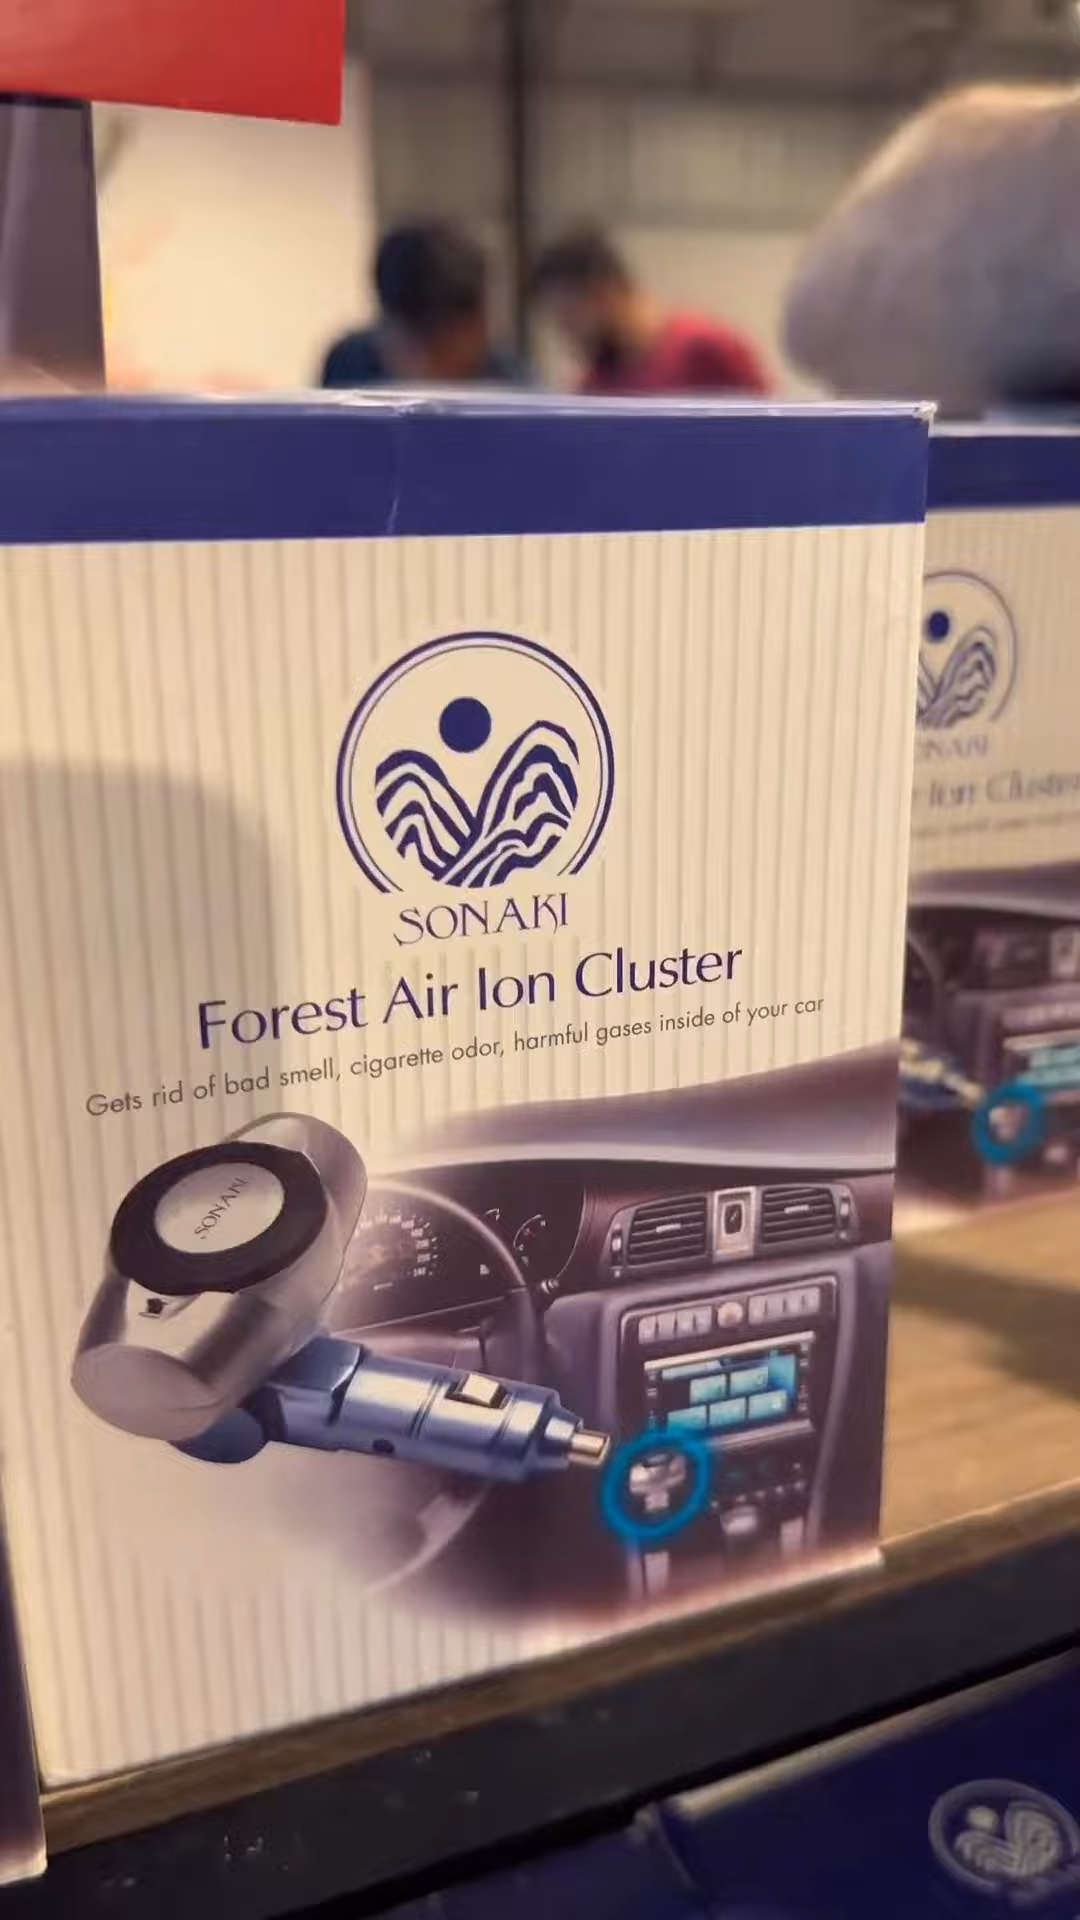 SONAKI
Forest Air Ion Cluster
Gets rid of bad smell, cigarette odor, harmful gases inside of your car
SONAKI
Ion Cluster